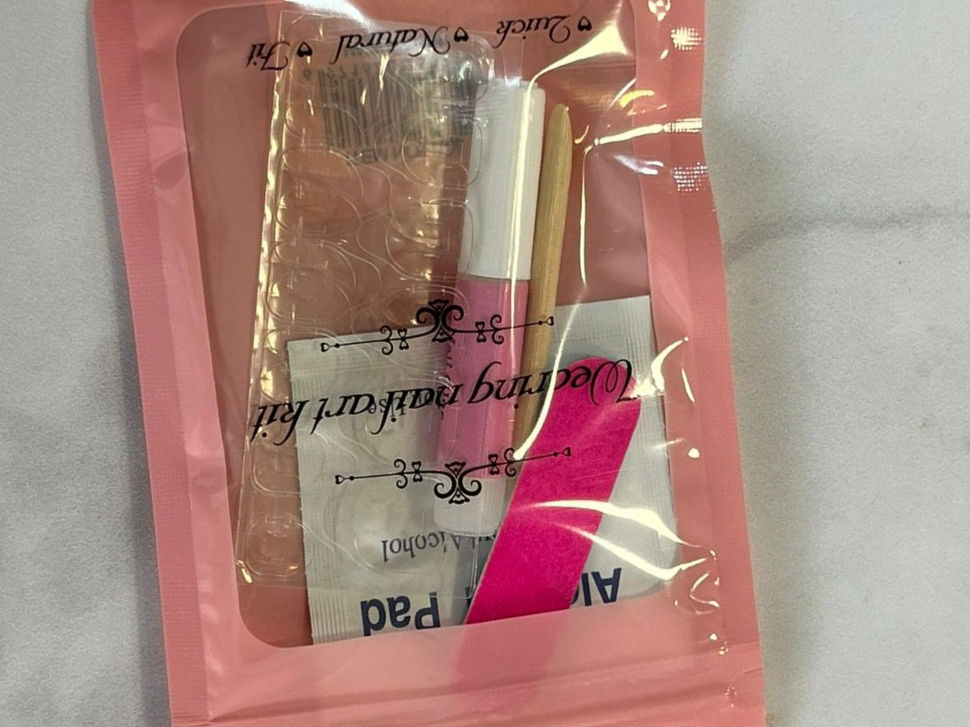 Pad
Alcohol
Wearing nail art kit
♥ Quick ♥ Natural ♥ Fit